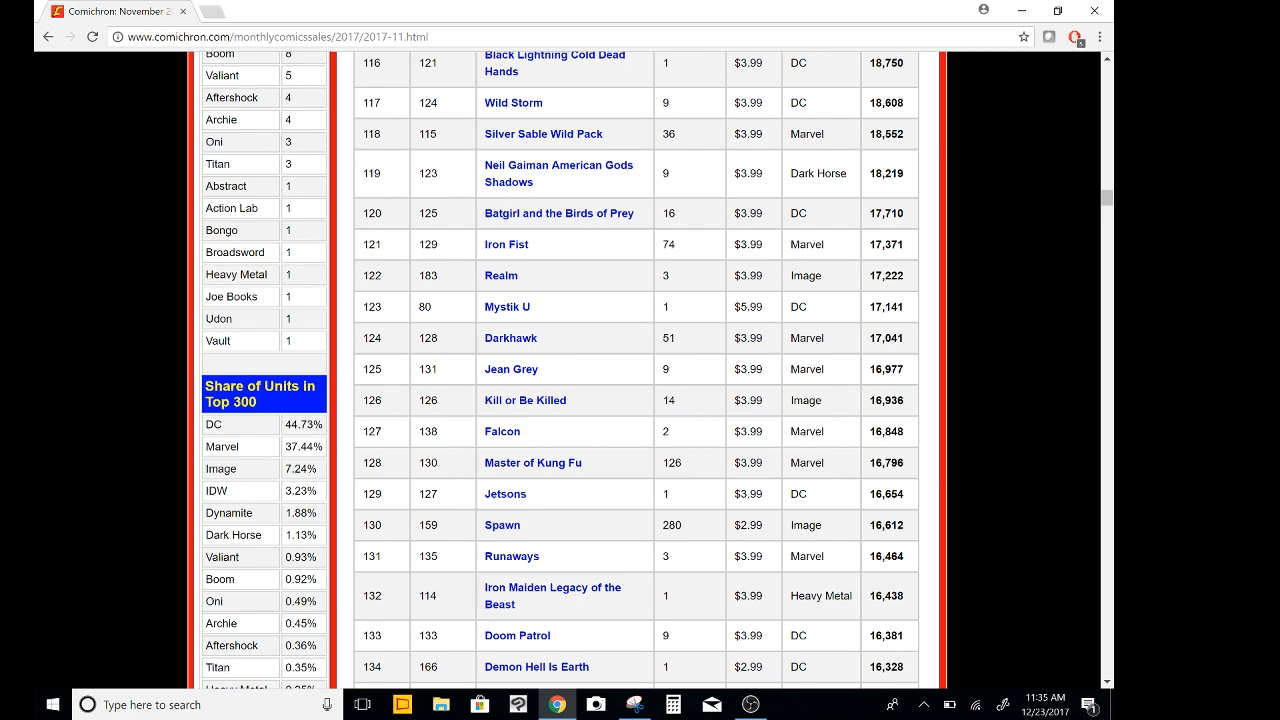 Comichron: November 2
www.comichron.com/monthlycomicssales/2017/2017-11.html
5
Boom 8
Valiant 5
Aftershock 4
Archie 4
Oni 3
Titan 3
Abstract 1
Action Lab 1
Bongo 1
Broadsword 1
Heavy Metal 1
Joe Books 1
Udon 1
Vault 1
Share of Units in
Top 300
DC 44.73%
Marvel 37.44%
Image 7.24%
IDW 3.23%
Dynamite 1.88%
Dark Horse 1.13%
Valiant 0.93%
Boom 0.92%
Oni 0.49%
Archie 0.45%
Aftershock 0.36%
Titan 0.35%
116 121 Black Lightning Cold Dead
Hands 1 $3.99 DC 18,750
117 124 Wild Storm 9 $3.99 DC 18,608
118 115 Silver Sable Wild Pack 36 $3.99 Marvel 18,552
119 123 Neil Gaiman American Gods
Shadows 9 $3.99 Dark Horse 18,219
120 125 Batgirl and the Birds of Prey 16 $3.99 DC 17,710
121 129 Iron Fist 74 $3.99 Marvel 17,371
122 183 Realm 3 $3.99 Image 17,222
123 80 Mystik U 1 $5.99 DC 17,141
124 128 Darkhawk 51 $3.99 Marvel 17,041
125 131 Jean Grey 9 $3.99 Marvel 16,977
126 126 Kill or Be Killed 14 $3.99 Image 16,936
127 138 Falcon 2 $3.99 Marvel 16,848
128 130 Master of Kung Fu 126 $3.99 Marvel 16,796
129 127 Jetsons 1 $3.99 DC 16,654
130 159 Spawn 280 $2.99 Image 16,612
131 135 Runaways 3 $3.99 Marvel 16,464
132 114 Iron Maiden Legacy of the
Beast 1 $3.99 Heavy Metal 16,438
133 133 Doom Patrol 9 $3.99 DC 16,381
134 166 Demon Hell Is Earth 1 $2.99 DC 16,328
Type here to search
11:35 AM
12/23/2017
1